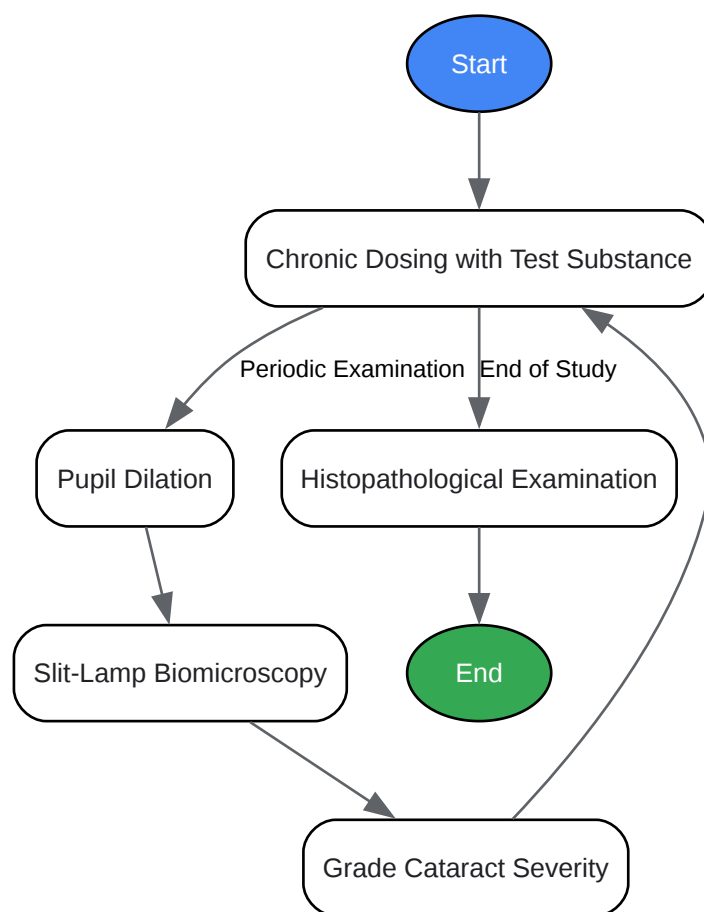 Start
Chronic Dosing with Test Substance
Periodic Examination
End of Study
Pupil Dilation
Histopathological Examination
Slit-Lamp Biomicroscopy
End
Grade Cataract Severity